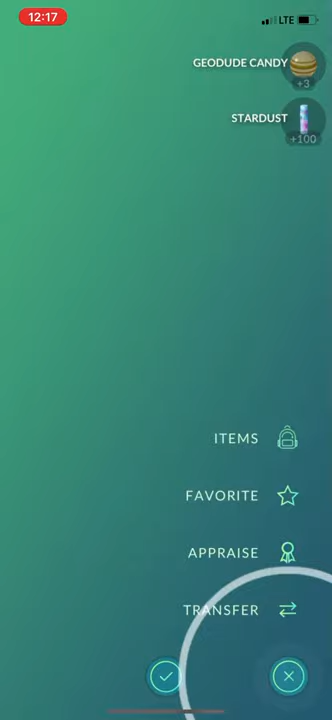 12:17
LTE
GEODUDE CANDY
+3
STARDUST
+100
ITEMS
FAVORITE
APPRAISE
TRANSFER